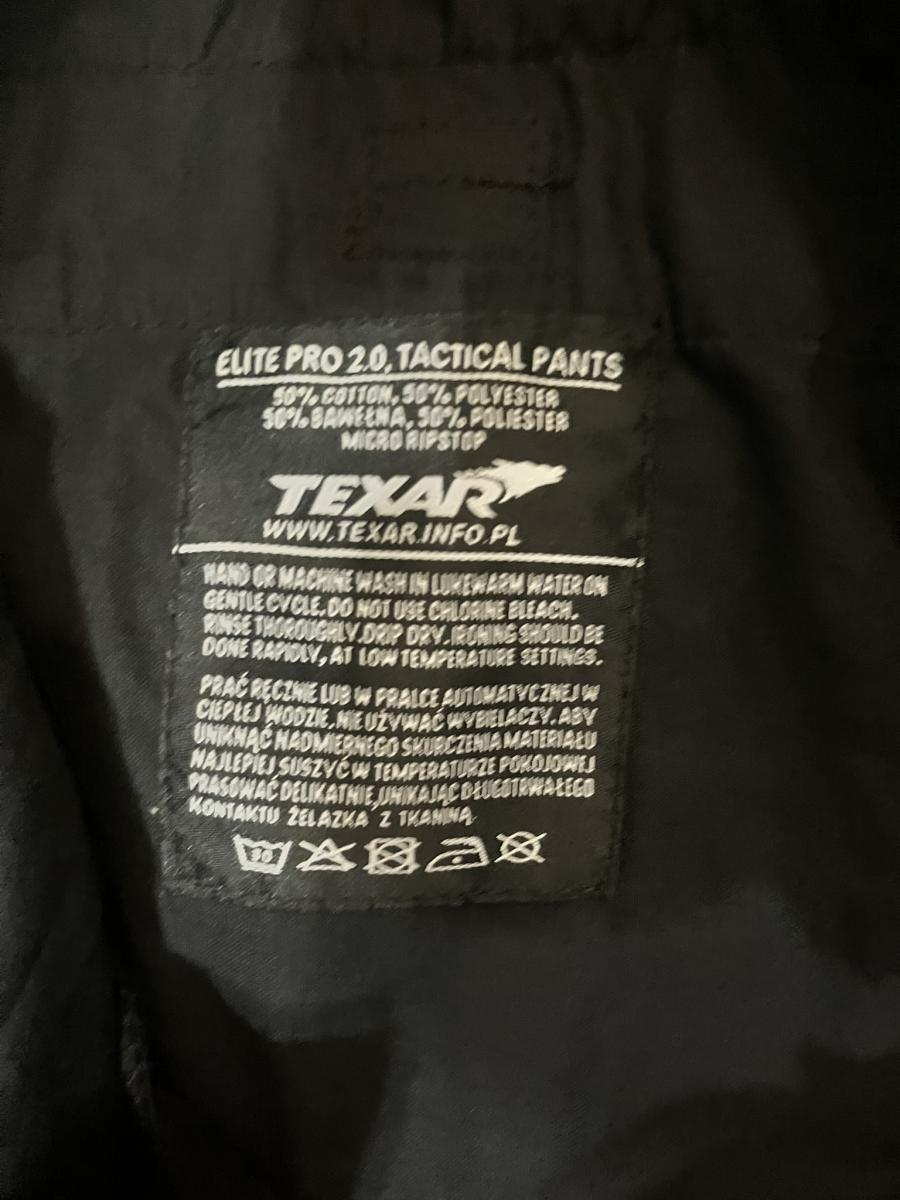 ELITE PRO 2.0, TACTICAL PANTS
50% COTTON, 50% POLYESTER
50% BAWEŁNA, 50% POLIESTER
MICRO RIPSTOP
TEXAR
WWW.TEXAR.INFO.PL
HAND OR MACHINE WASH IN LUKEWARM WATER ON
GENTLE CYCLE. DO NOT USE CHLORINE BLEACH.
RINSE THOROUGHLY. DRIP DRY. IRONING SHOULD BE
DONE RAPIDLY, AT LOW TEMPERATURE SETTINGS.
PRAĆ RĘCZNIE LUB W PRALCE AUTOMATYCZNEJ W
CIEPŁEJ WODZIE. NIE UŻYWAĆ WYBIELACZY. ABY
UNIKNĄĆ NADMIERNEGO SKURCZENIA MATERIAŁU
NAJLEPIEJ SUSZYĆ W TEMPERATURZE POKOJOWEJ
PRASOWAĆ DELIKATNIE, UNIKAJĄC DŁUGOTRWAŁEGO
KONTAKTU ŻELAZKA Z TKANINĄ
30